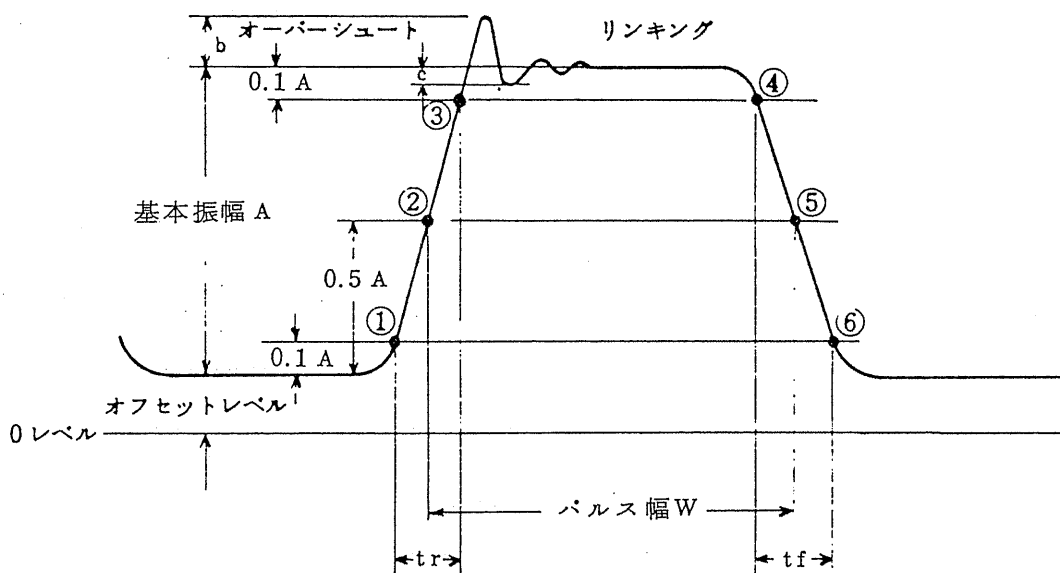 オーバーシュート
リンキング
b
0.1 A
c
③
④
基本振幅 A
②
⑤
0.5 A
①
⑥
0.1 A
オフセットレベル
0レベル
パルス幅W
tr
tf